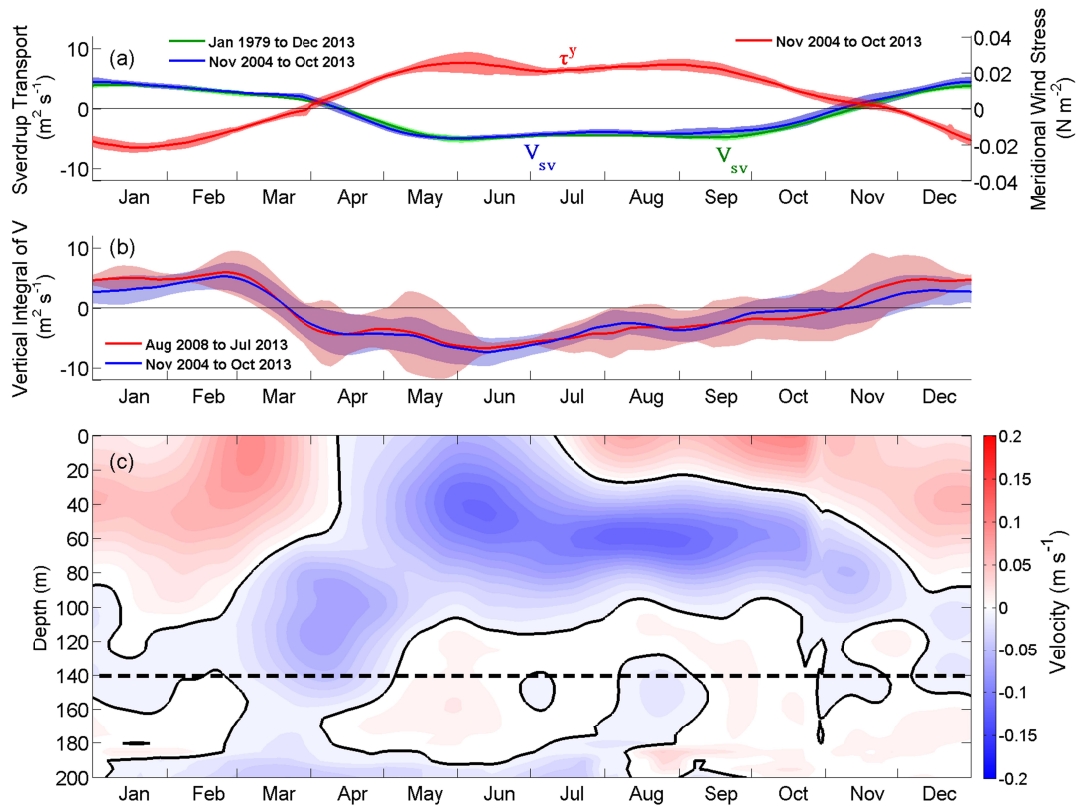 (a)
Jan 1979 to Dec 2013
Nov 2004 to Oct 2013
Nov 2004 to Oct 2013
τʸ
V_sv
V_sv
Sverdrup Transport
(m² s⁻¹)
10
0
-10
Meridional Wind Stress
(N m⁻²)
0.04
0.02
0
-0.02
-0.04
Jan Feb Mar Apr May Jun Jul Aug Sep Oct Nov Dec
(b)
Vertical Integral of V
(m² s⁻¹)
10
0
-10
Aug 2008 to Jul 2013
Nov 2004 to Oct 2013
Jan Feb Mar Apr May Jun Jul Aug Sep Oct Nov Dec
(c)
Depth (m)
0
20
40
60
80
100
120
140
160
180
200
Jan Feb Mar Apr May Jun Jul Aug Sep Oct Nov Dec
0.2
0.15
0.1
0.05
0
-0.05
-0.1
-0.15
-0.2
Velocity (m s⁻¹)